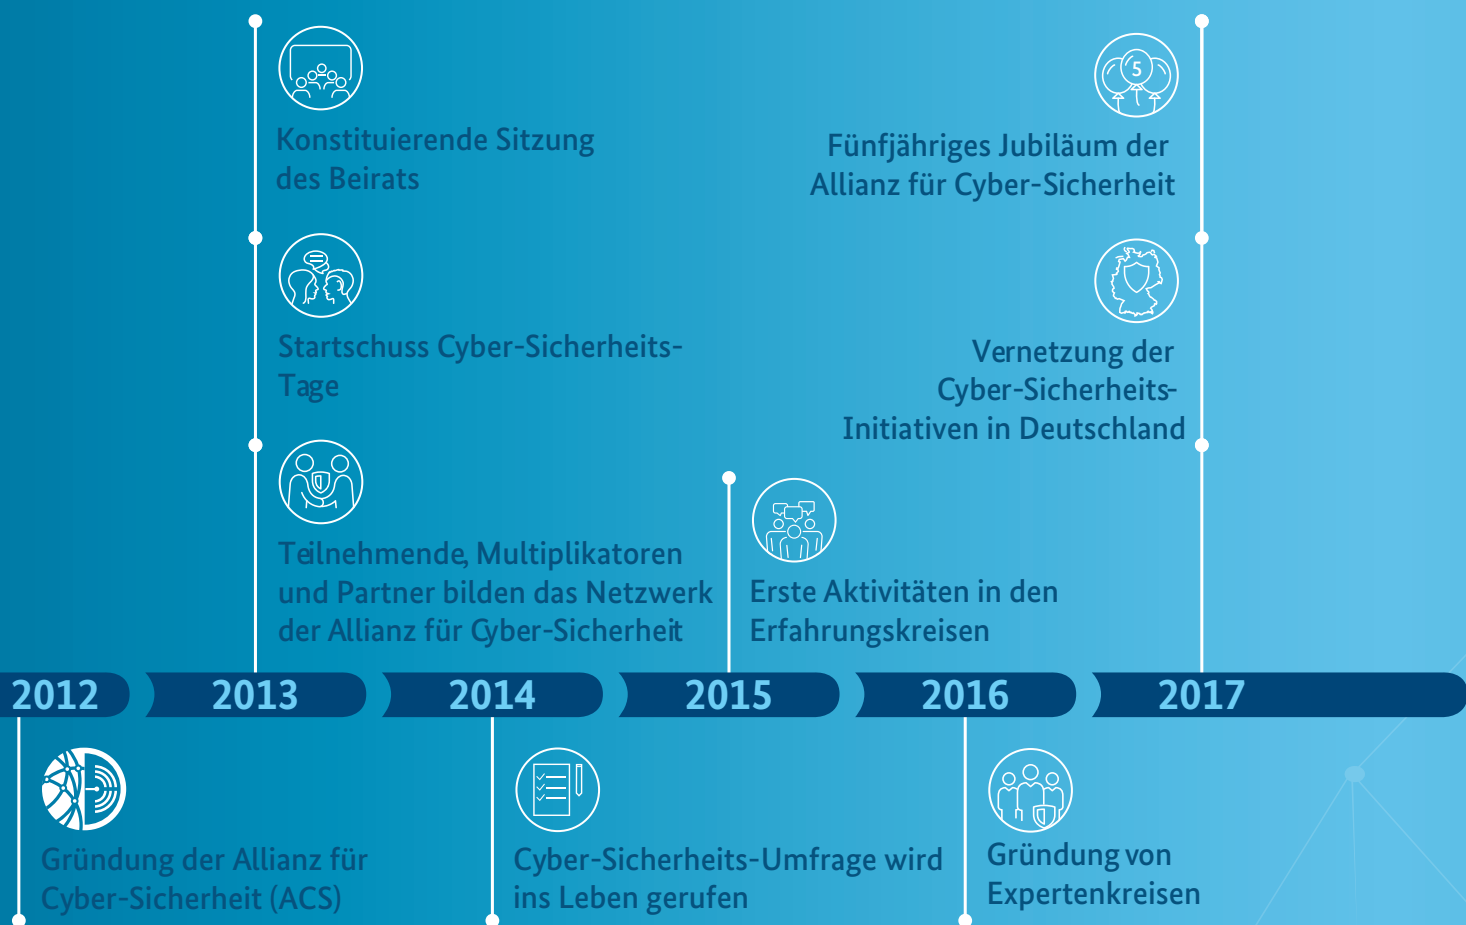 Konstituierende Sitzung
des Beirats
Startschuss Cyber-Sicherheits-
Tage
Teilnehmende, Multiplikatoren
und Partner bilden das Netzwerk
der Allianz für Cyber-Sicherheit
5
Fünfjähriges Jubiläum der
Allianz für Cyber-Sicherheit
Vernetzung der
Cyber-Sicherheits-
Initiativen in Deutschland
Erste Aktivitäten in den
Erfahrungskreisen
2012
2013
2014
2015
2016
2017
Gründung der Allianz für
Cyber-Sicherheit (ACS)
Cyber-Sicherheits-Umfrage wird
ins Leben gerufen
Gründung von
Expertenkreisen